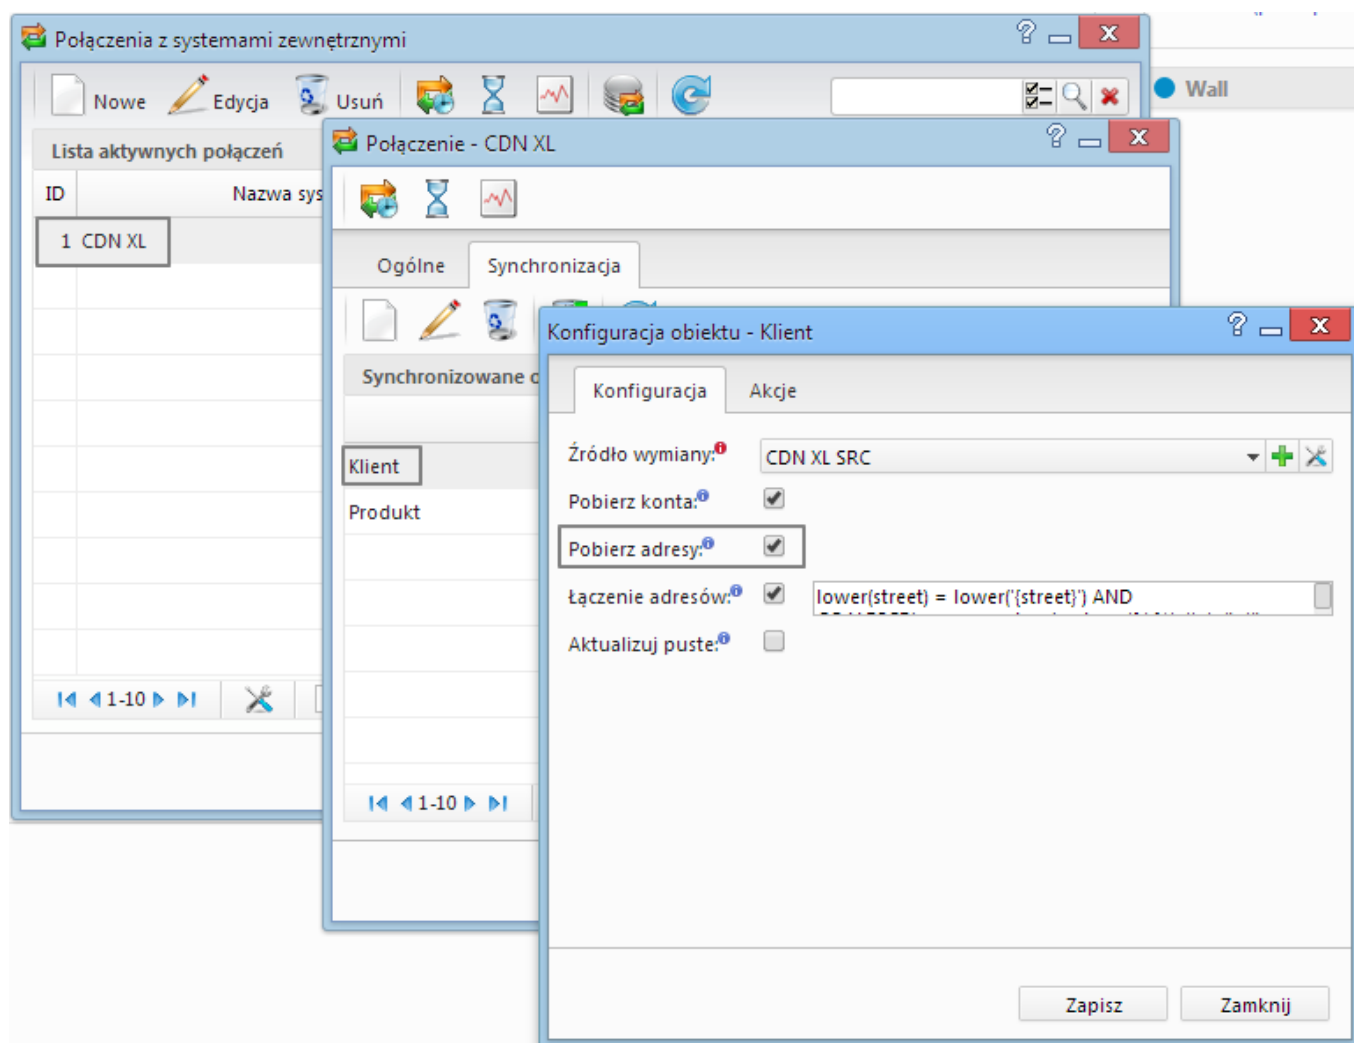 Połączenia z systemami zewnętrznymi
Nowe Edycja Usuń
Wall
Lista aktywnych połączeń
ID Nazwa sys
1 CDN XL
1-10
Połączenie - CDN XL
Ogólne Synchronizacja
Synchronizowane o
Klient
Produkt
1-10
Konfiguracja obiektu - Klient
Konfiguracja Akcje
Źródło wymiany: CDN XL SRC
Pobierz konta:
Pobierz adresy:
Łączenie adresów: lower(street) = lower('{street}') AND
Aktualizuj puste:
Zapisz Zamknij